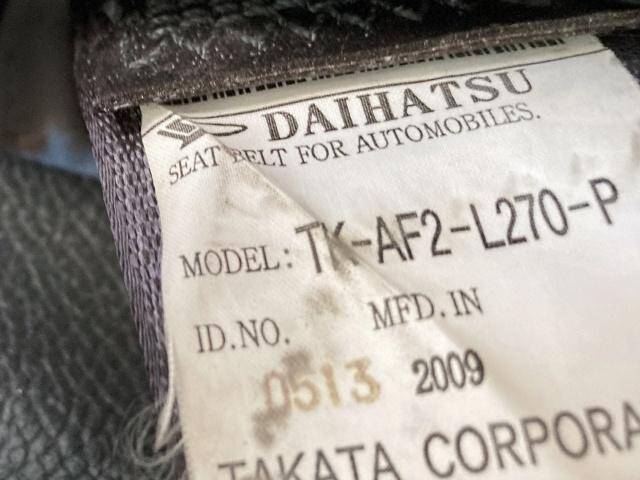 DAIHATSU
SEAT BELT FOR AUTOMOBILES.
MODEL: TK-AF2-L270-P
ID.NO. MFD.IN
0513 2009
TAKATA CORPORA